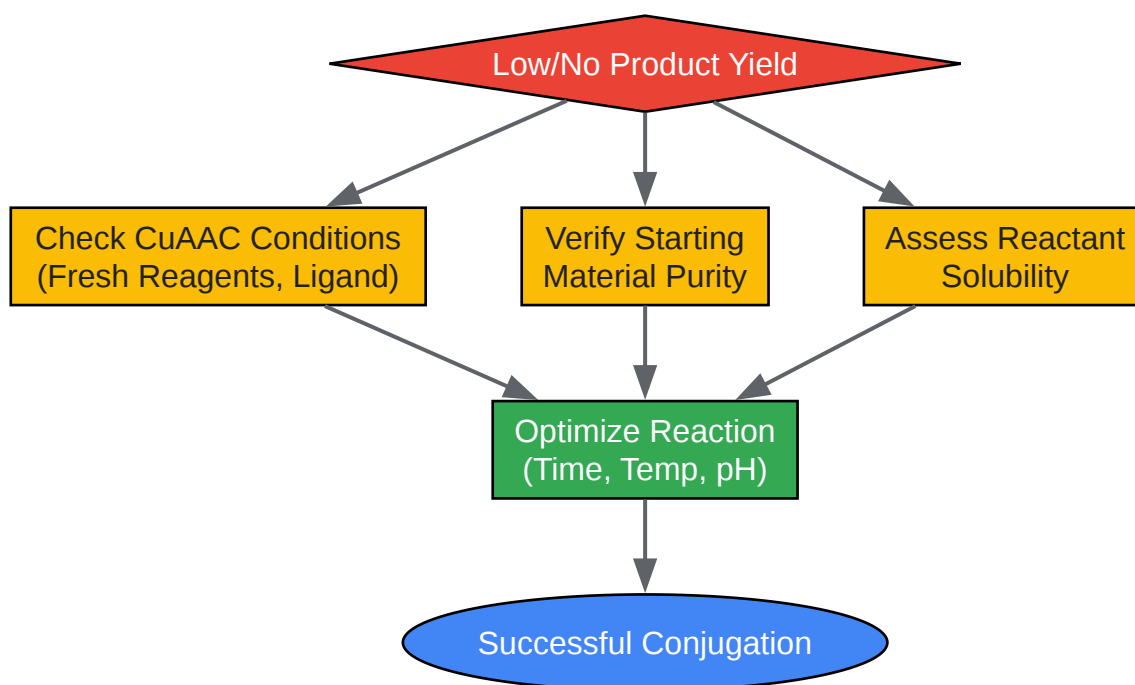 Low/No Product Yield
Check CuAAC Conditions
(Fresh Reagents, Ligand)
Verify Starting
Material Purity
Assess Reactant
Solubility
Optimize Reaction
(Time, Temp, pH)
Successful Conjugation